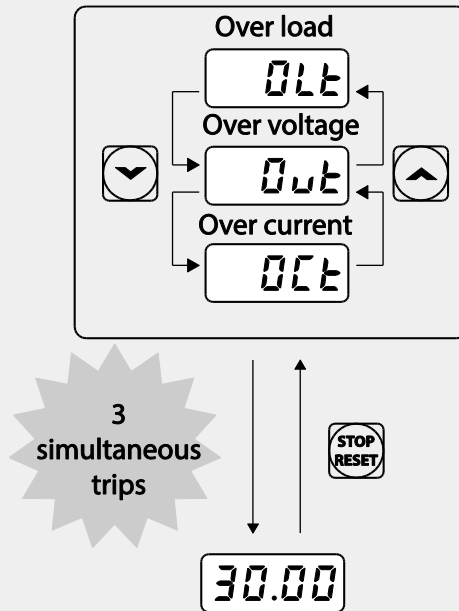 Over load
OLt
Over voltage
Out
Over current
OCt
3
simultaneous
trips
STOP
RESET
30.00